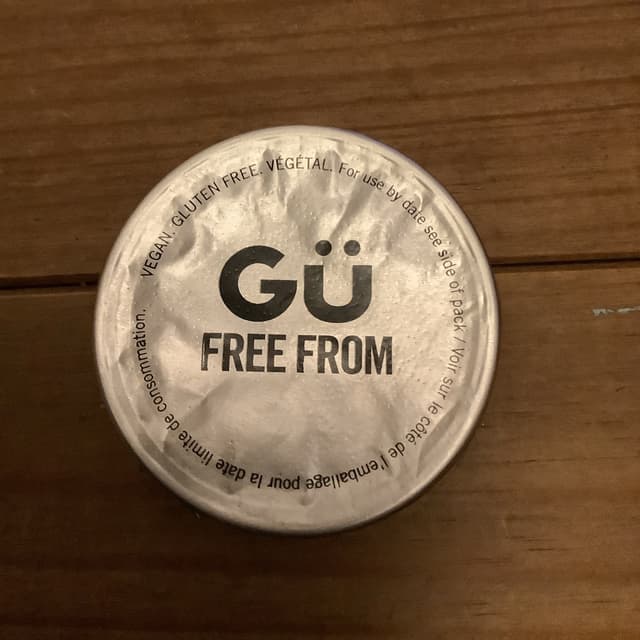 Gü
FREE FROM
VEGAN. GLUTEN FREE. VÉGÉTAL. For use by date see side of pack / Voir sur le côté de l'emballage pour la date limite de consommation.